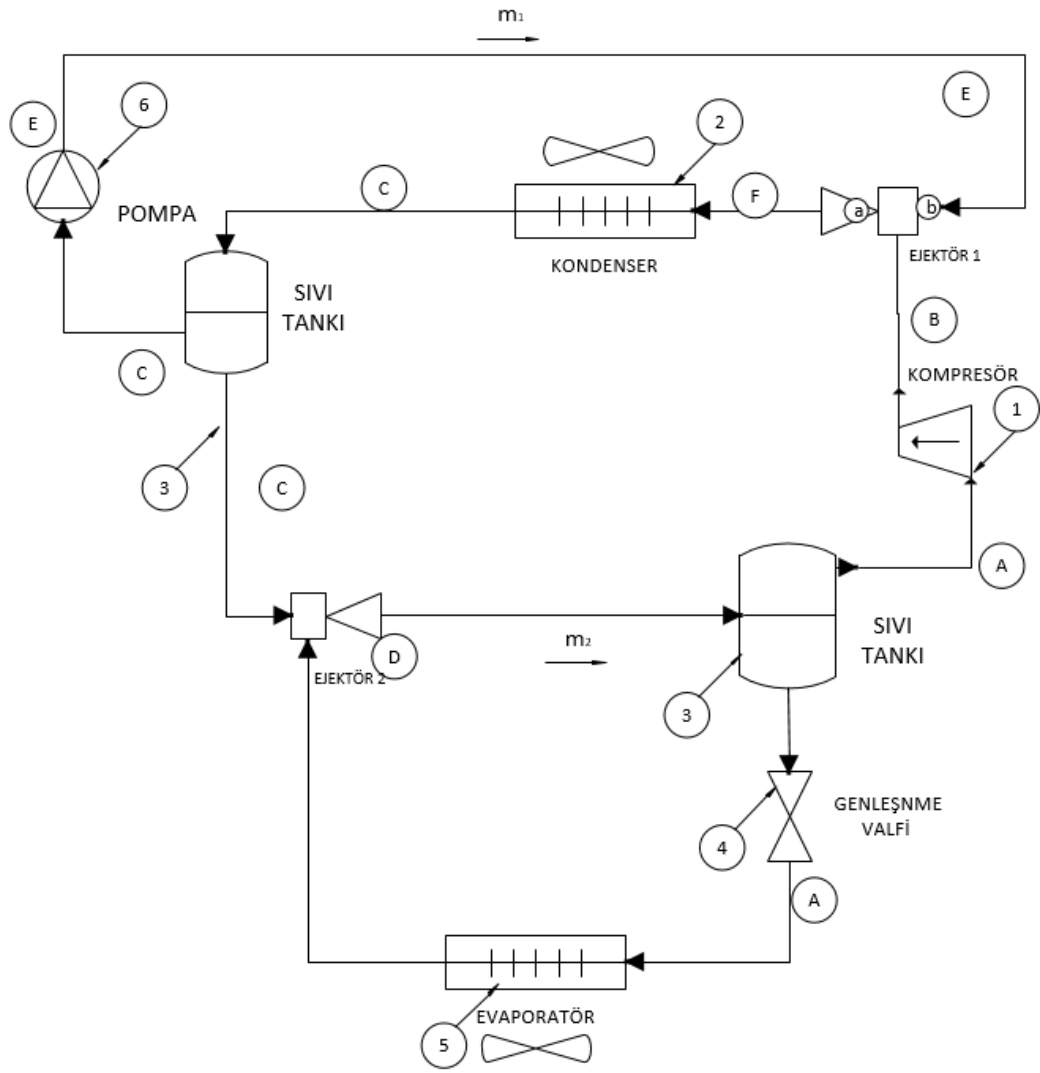 m₁
E
6
2
E
C
F
a
b
POMPA
KONDENSER
EJEKTÖR 1
SIVI
TANKI
B
C
KOMPRESÖR
1
3
C
A
D
m₂
EJEKTÖR 2
SIVI
TANKI
3
GENLEŞNME
VALFİ
4
A
5
EVAPORATÖR